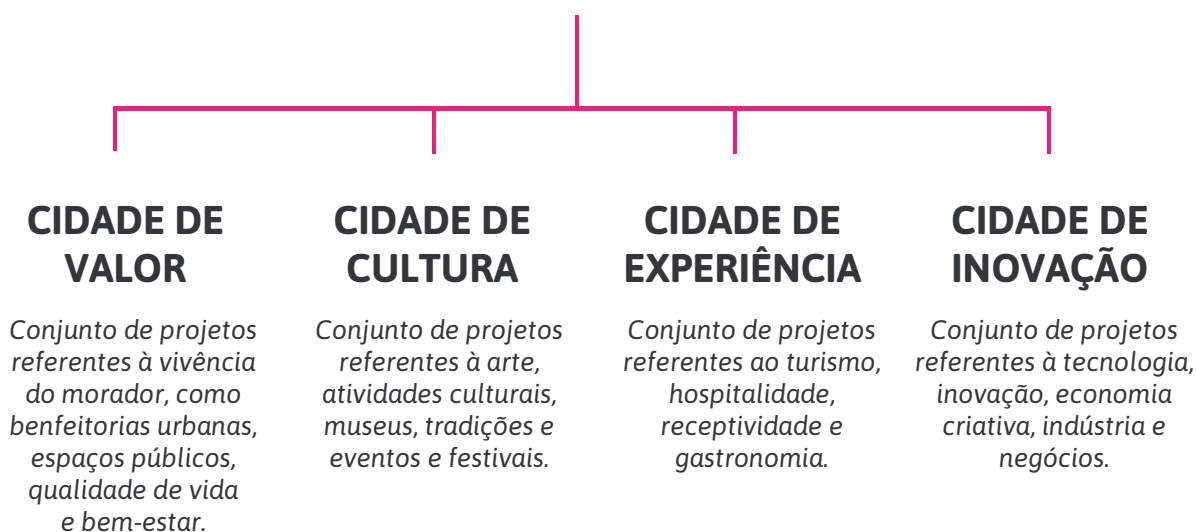 CIDADE DE
VALOR
Conjunto de projetos
referentes à vivência
do morador, como
benfeitorias urbanas,
espaços públicos,
qualidade de vida
e bem-estar.
CIDADE DE
CULTURA
Conjunto de projetos
referentes à arte,
atividades culturais,
museus, tradições e
eventos e festivais.
CIDADE DE
EXPERIÊNCIA
Conjunto de projetos
referentes ao turismo,
hospitalidade,
receptividade e
gastronomia.
CIDADE DE
INOVAÇÃO
Conjunto de projetos
referentes à tecnologia,
inovação, economia
criativa, indústria e
negócios.